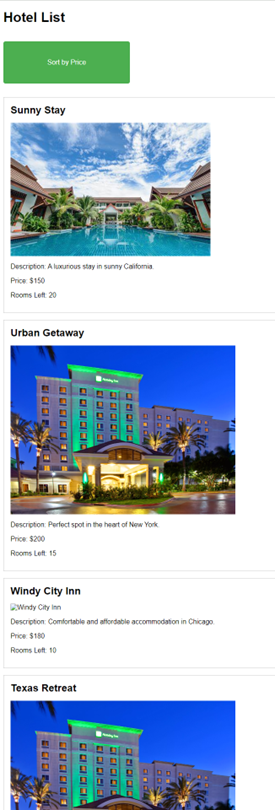 Hotel List
Sort by Price
Sunny Stay
Description: A luxurious stay in sunny California.
Price: $150
Rooms Left: 20
Urban Getaway
Holiday Inn
Description: Perfect spot in the heart of New York.
Price: $200
Rooms Left: 15
Windy City Inn
Windy City Inn
Description: Comfortable and affordable accommodation in Chicago.
Price: $180
Rooms Left: 10
Texas Retreat
Holiday Inn